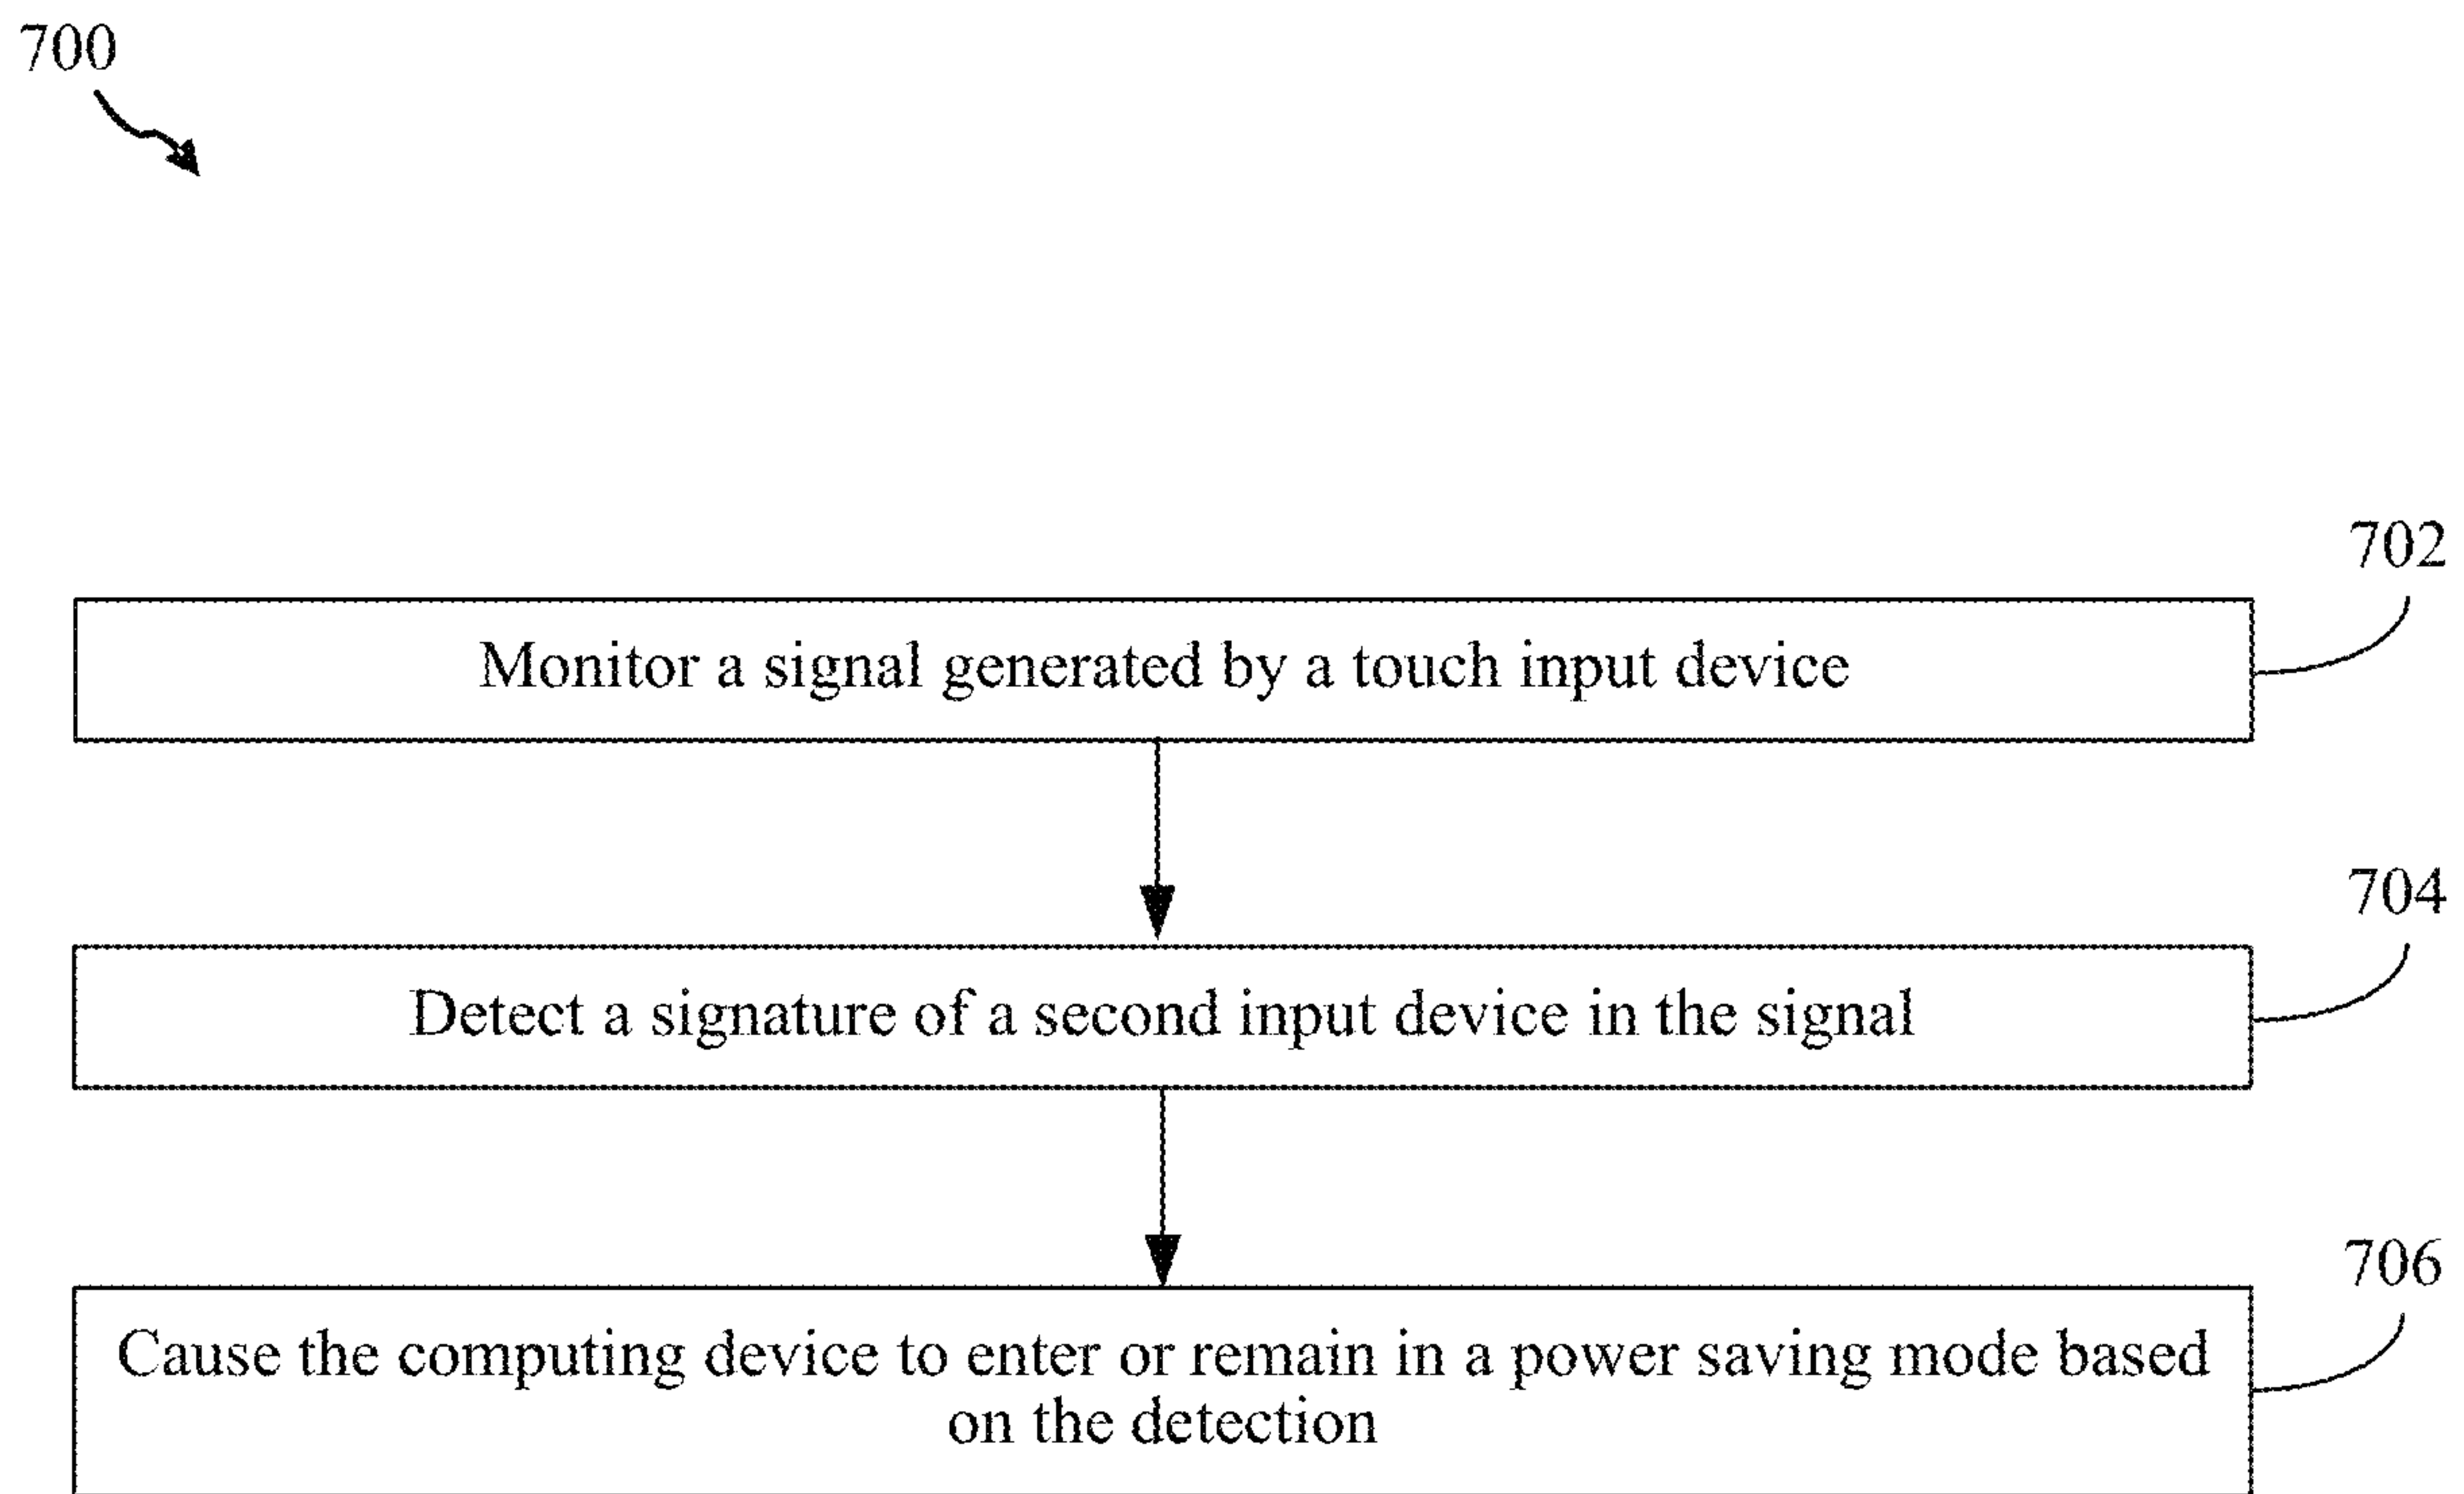 700
702
Monitor a signal generated by a touch input device
704
Detect a signature of a second input device in the signal
706
Cause the computing device to enter or remain in a power saving mode based
on the detection